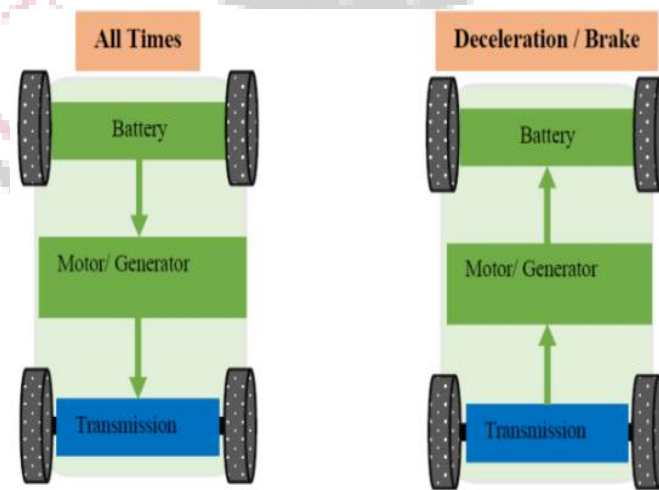 All Times
Battery
Motor/ Generator
Transmission
Deceleration / Brake
Battery
Motor/ Generator
Transmission